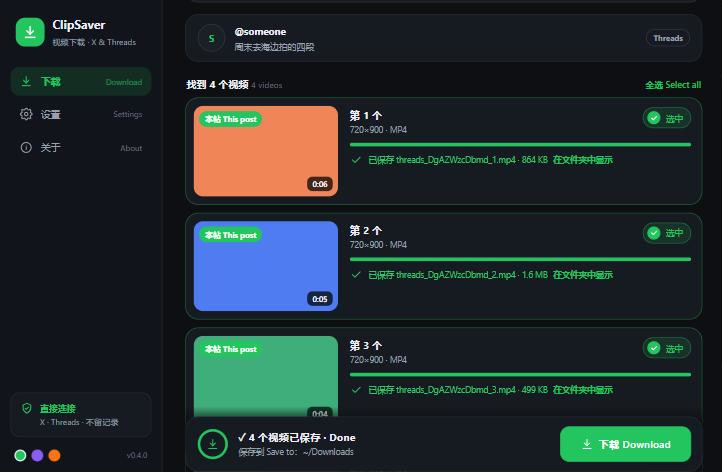 ClipSaver
视频下载 · X & Threads
下载 Download
设置 Settings
关于 About
直接连接
X · Threads · 不留记录
v0.4.0
S
@someone
周末去海边拍的四段
Threads
找到 4 个视频 4 videos
全选 Select all
本帖 This post
0:06
第 1 个
720×900 · MP4
选中
已保存 threads_DgAZWzcDbmd_1.mp4 · 864 KB 在文件夹中显示
本帖 This post
0:05
第 2 个
720×900 · MP4
选中
已保存 threads_DgAZWzcDbmd_2.mp4 · 1.6 MB 在文件夹中显示
本帖 This post
0:04
第 3 个
720×900 · MP4
选中
已保存 threads_DgAZWzcDbmd_3.mp4 · 499 KB 在文件夹中显示
✓ 4 个视频已保存 · Done
保存到 Save to: ~/Downloads
下载 Download